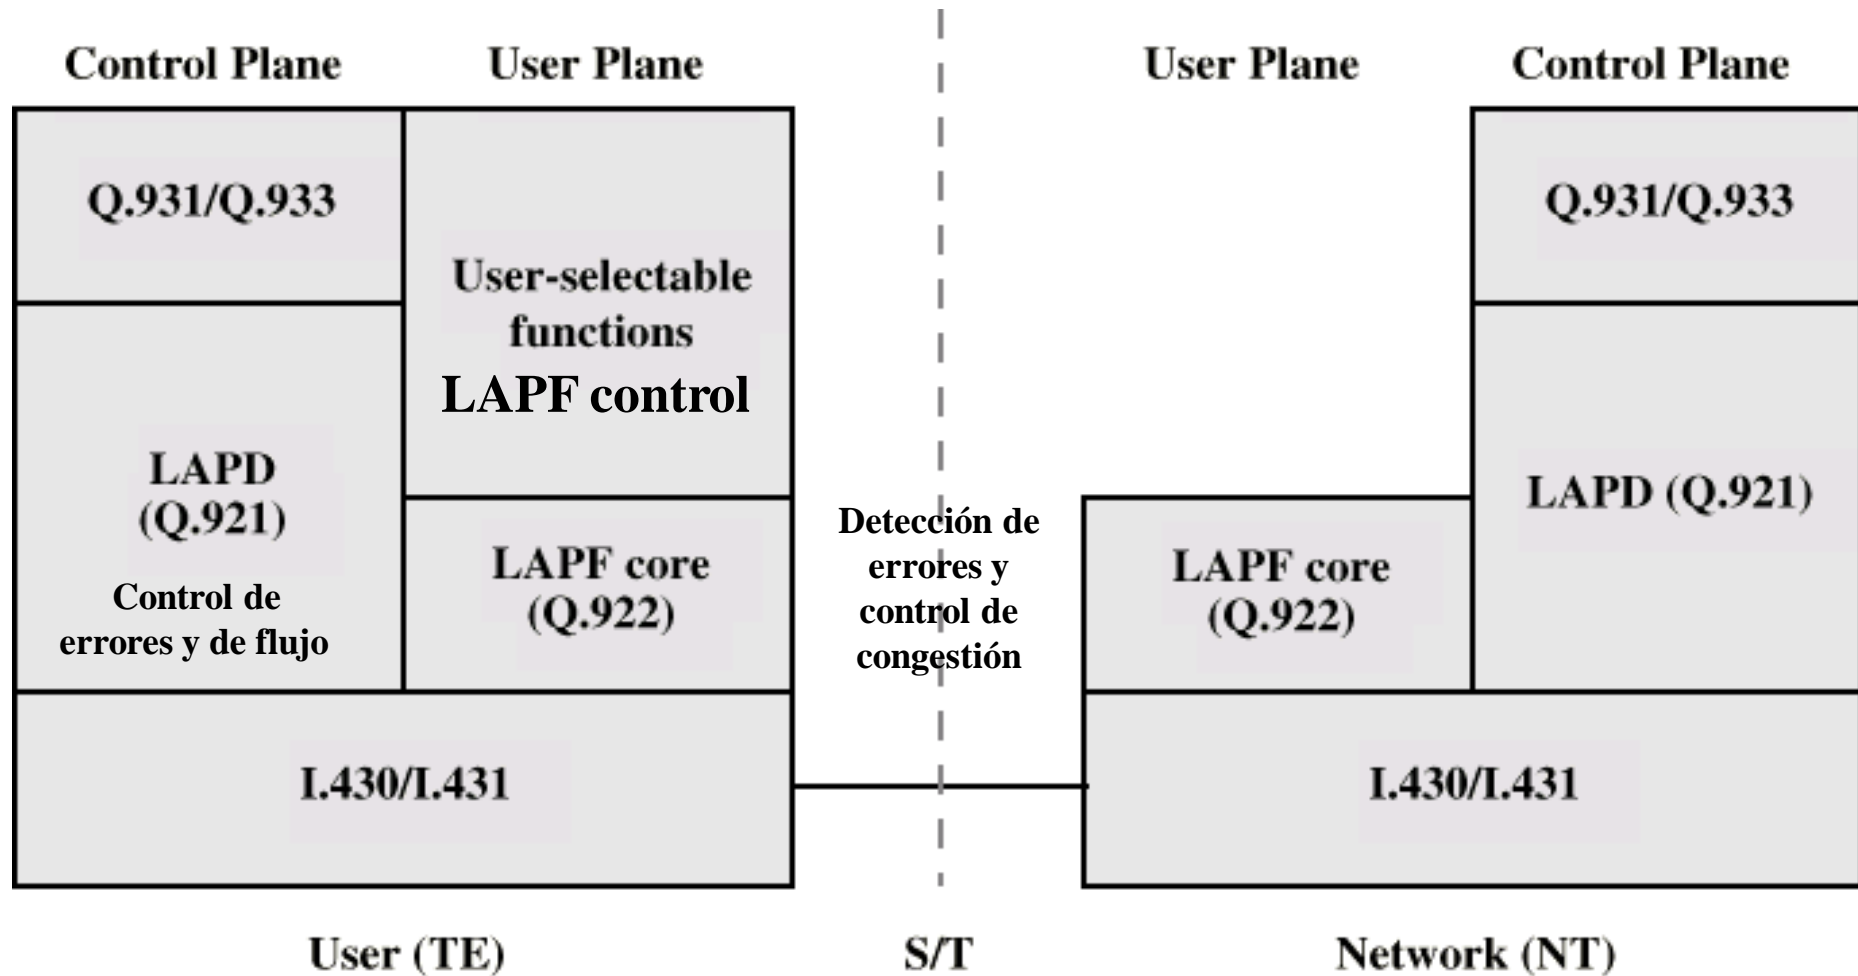 Control Plane
User Plane
User Plane
Control Plane
Q.931/Q.933
User-selectable
functions
LAPF control
LAPD
(Q.921)
Control de
errores y de flujo
LAPF core
(Q.922)
Detección de
errores y
control de
congestión
LAPF core
(Q.922)
Q.931/Q.933
LAPD (Q.921)
I.430/I.431
I.430/I.431
User (TE)
S/T
Network (NT)